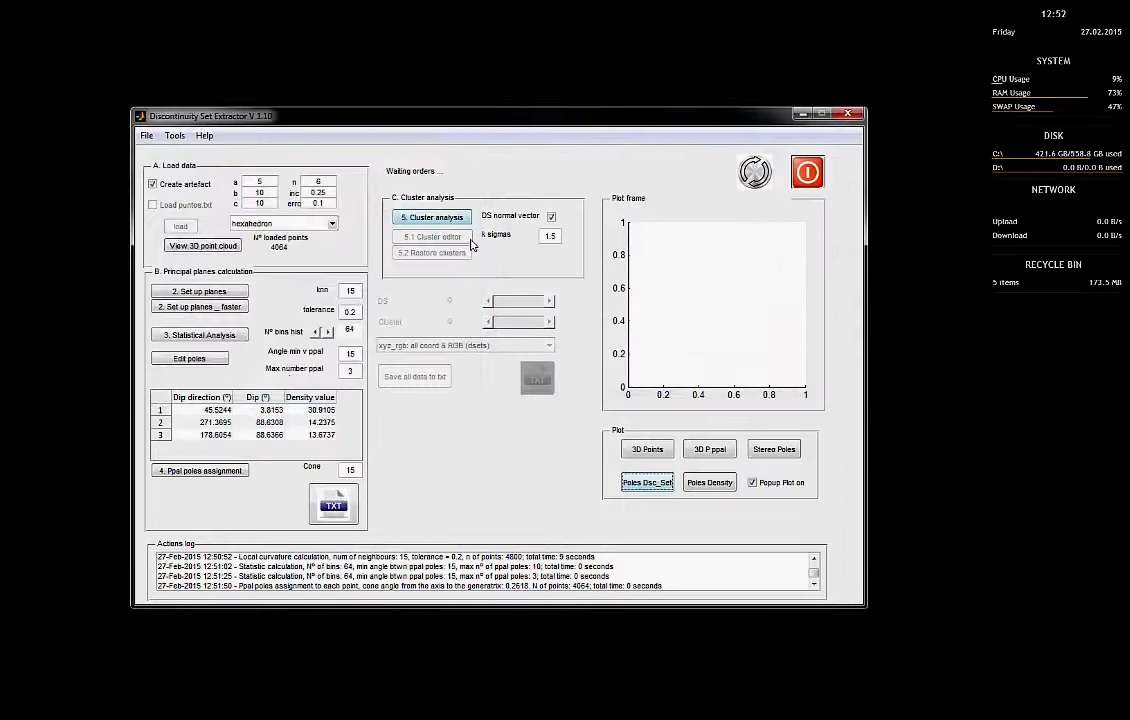 12:52
Friday 27.02.2015
SYSTEM
CPU Usage 9%
RAM Usage 73%
SWAP Usage 47%
DISK
C:\ 421.6 GB/558.8 GB used
D:\ 0.0 B/0.0 B used
NETWORK
Upload 0.0 B/s
Download 0.0 B/s
RECYCLE BIN
5 items 173.5 MB
Discontinuity Set Extractor V 1.10
File Tools Help
A. Load data
Create artefact a 5 n 6
b 10 inc 0.25
Load puntos.txt c 10 erro 0.1
load hexahedron
View 3D point cloud Nº loaded points
4064
B. Principal planes calculation
2. Set up planes knn 15
2. Set up planes _ faster tolerance 0.2
3. Statistical Analysis Nº bins hist 64
Edit poles Angle min v ppal 15
Max number ppal 3
Dip direction (º) Dip (º) Density value
1 45.5244 3.8153 30.9105
2 271.3695 88.6308 14.2375
3 178.6054 88.6366 13.6737
4. Ppal poles assignment Cone 15
TXT
Waiting orders ...
C. Cluster analysis
5. Cluster analysis DS normal vector
5.1 Cluster editor k sigmas 1.5
5.2 Restore clusters
DS 0
Cluster 0
xyz_rgb: all coord & RGB (dsets)
Save all data to txt TXT
Plot frame
1
0.8
0.6
0.4
0.2
0
0 0.2 0.4 0.6 0.8 1
Plot
3D Points 3D P ppal Stereo Poles
Poles Dsc_Set Poles Density Popup Plot on
Actions log
27-Feb-2015 12:50:52 - Local curvature calculation, num of neighbours: 15, tolerance = 0.2, n of points: 4800; total time: 9 seconds
27-Feb-2015 12:51:02 - Statistic calculation, Nº of bins: 64, min angle btwn ppal poles: 15, max nº of ppal poles: 10; total time: 0 seconds
27-Feb-2015 12:51:25 - Statistic calculation, Nº of bins: 64, min angle btwn ppal poles: 15, max nº of ppal poles: 3; total time: 0 seconds
27-Feb-2015 12:51:50 - Ppal poles assignment to each point, cone angle from the axis to the generatrix: 0.2618. N of points: 4064; total time: 0 seconds